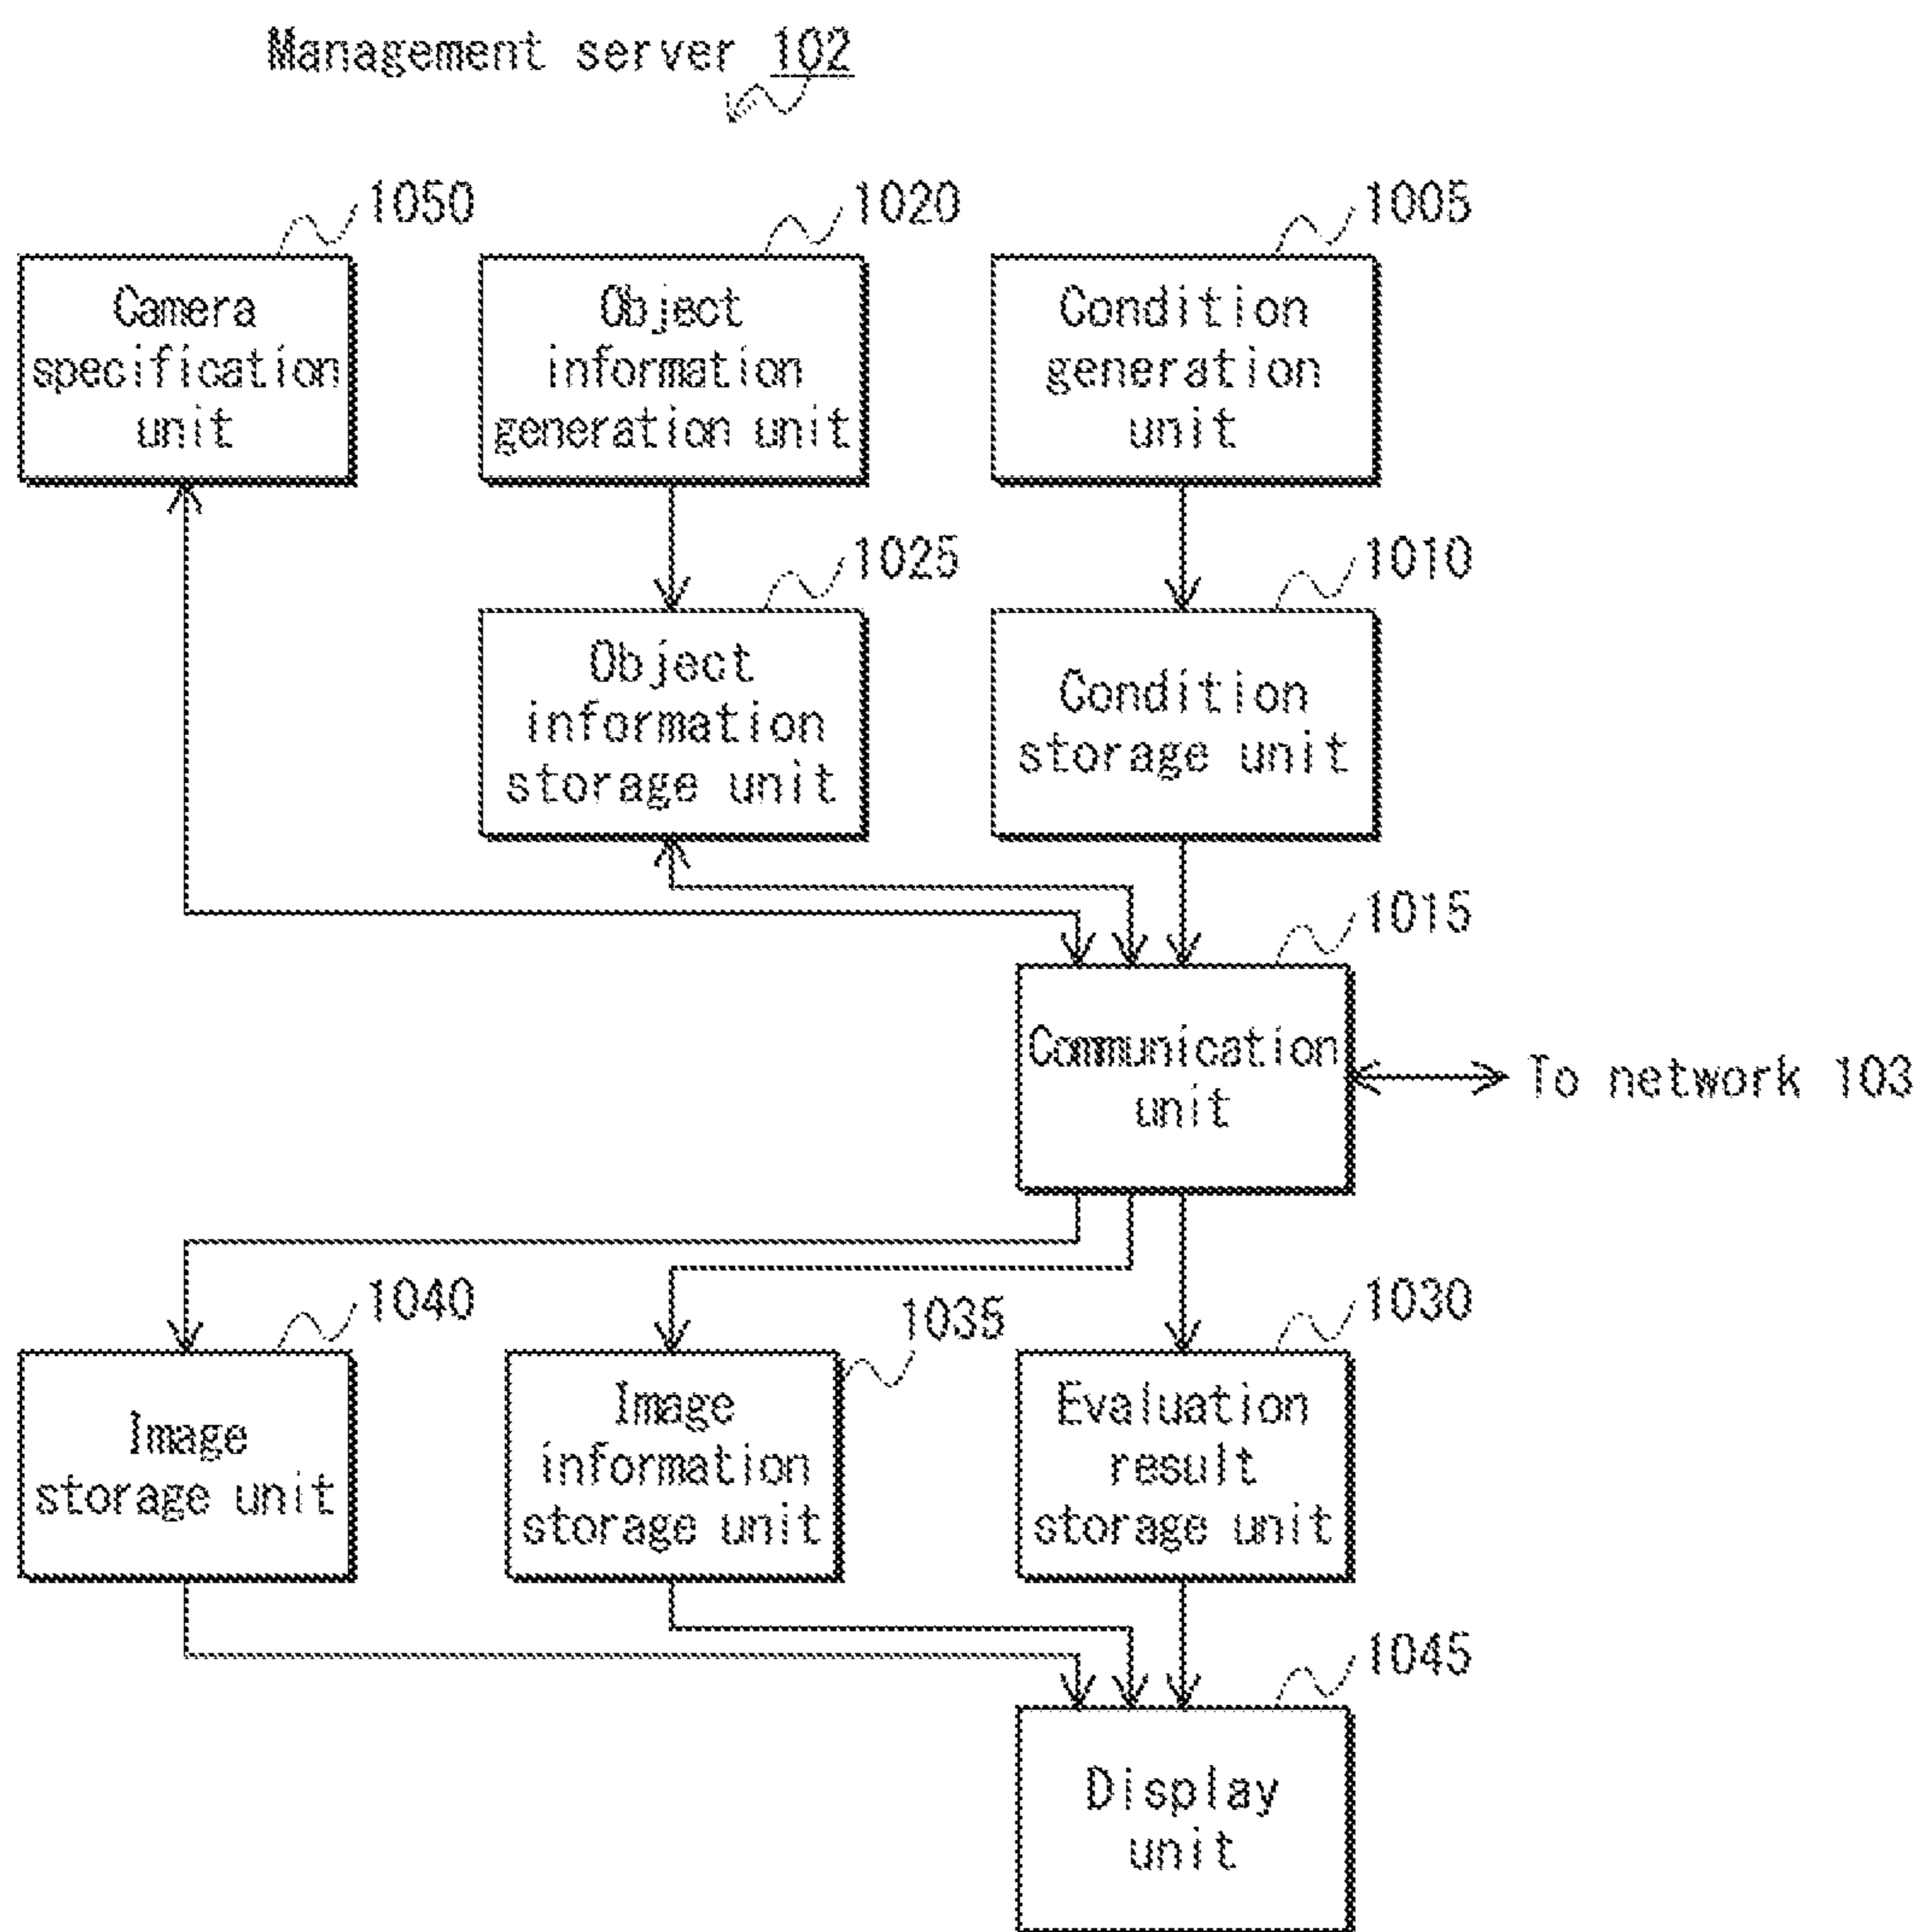 Management server 102
1050
Camera
specification
unit
1020
Object
information
generation unit
1005
Condition
generation
unit
1025
Object
information
storage unit
1010
Condition
storage unit
1015
Communication
unit
To network 103
1040
Image
storage unit
1035
Image
information
storage unit
1030
Evaluation
result
storage unit
1045
Display
unit